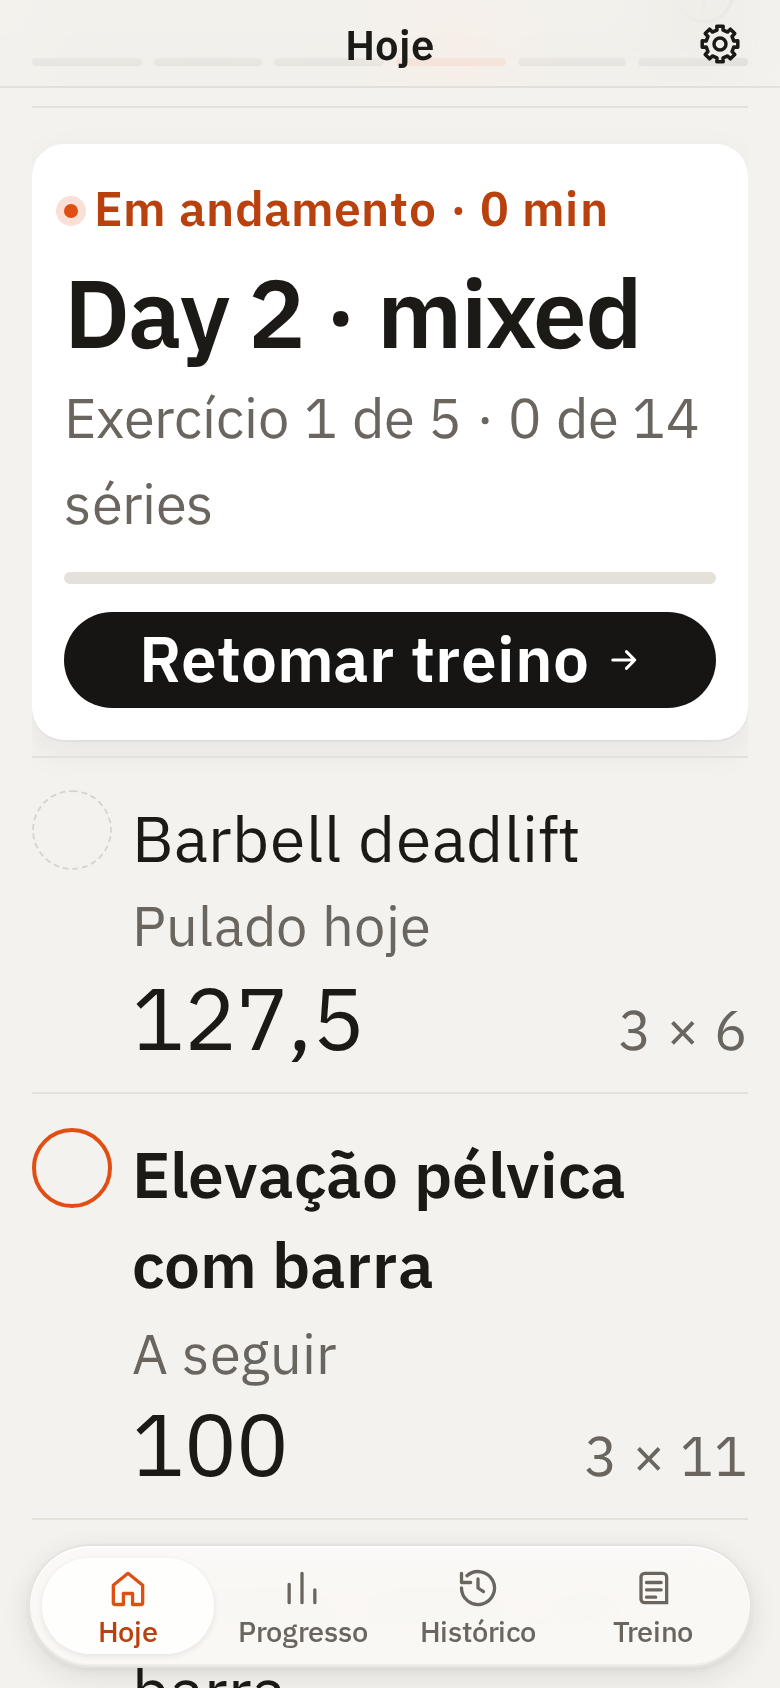 Hoje
Em andamento · 0 min
Day 2 · mixed
Exercício 1 de 5 · 0 de 14
séries
Retomar treino →
Barbell deadlift
Pulado hoje
127,5
3 × 6
Elevação pélvica
com barra
A seguir
100
3 × 11
Hoje
Progresso
Histórico
Treino
barra